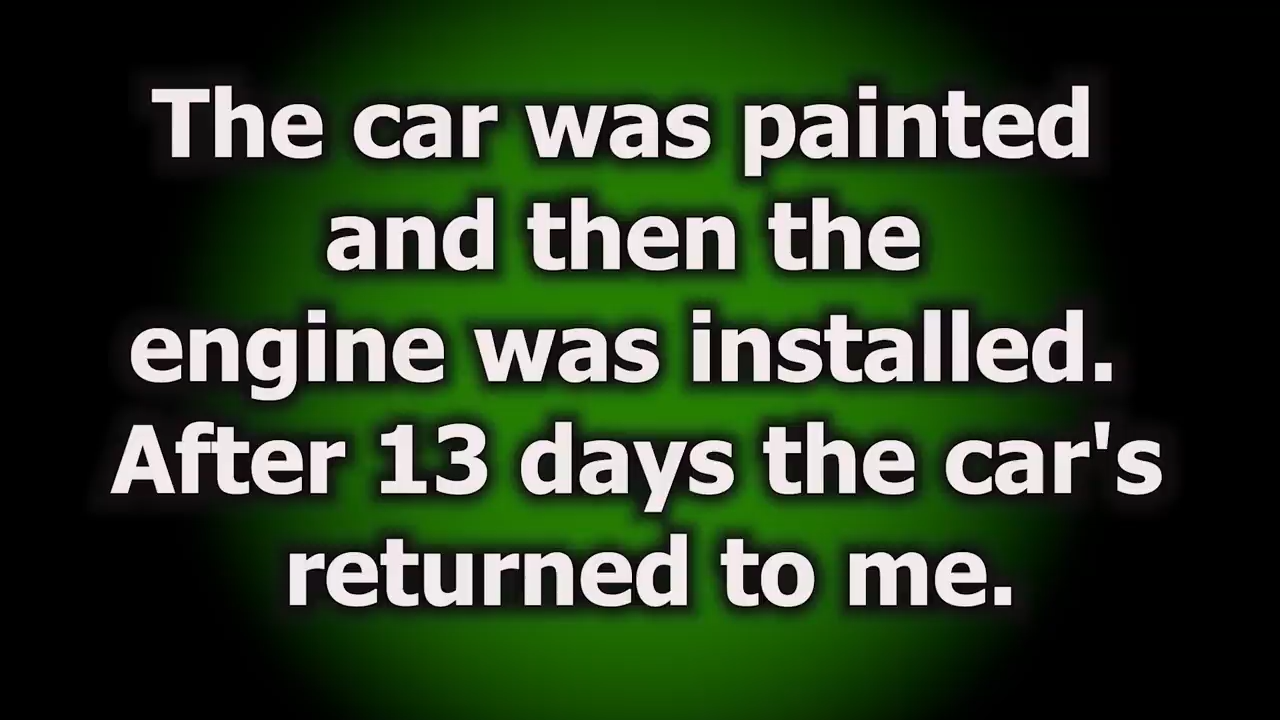 The car was painted
and then the
engine was installed.
After 13 days the car's
returned to me.